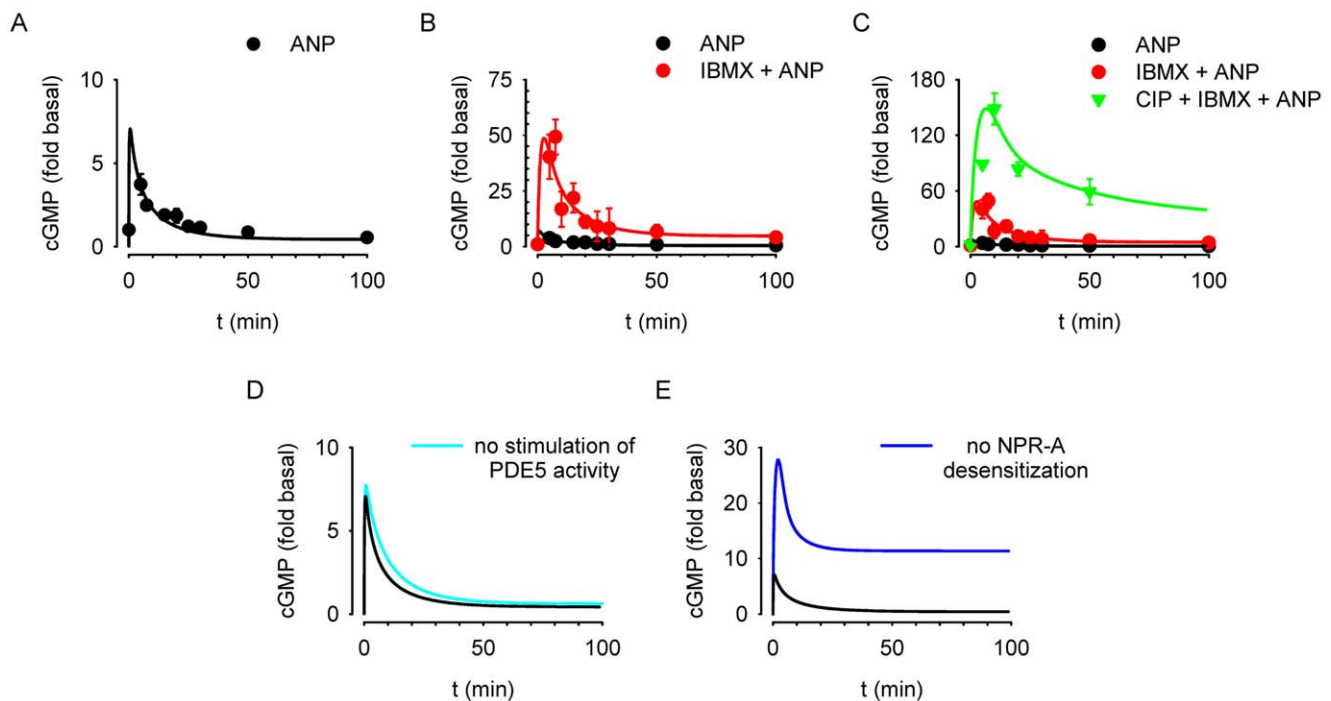 A
ANP
10
5
0
cGMP (fold basal)
0 50 100
t (min)
B
ANP
IBMX + ANP
75
50
25
0
cGMP (fold basal)
0 50 100
t (min)
C
ANP
IBMX + ANP
CIP + IBMX + ANP
180
120
60
0
cGMP (fold basal)
0 50 100
t (min)
D
no stimulation of
PDE5 activity
10
5
0
cGMP (fold basal)
0 50 100
t (min)
E
no NPR-A
desensitization
30
20
10
0
cGMP (fold basal)
0 50 100
t (min)